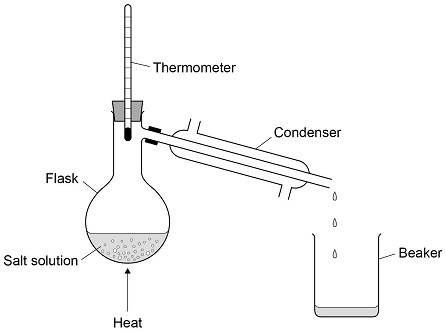 Thermometer
Condenser
Flask
Salt solution
Beaker
Heat